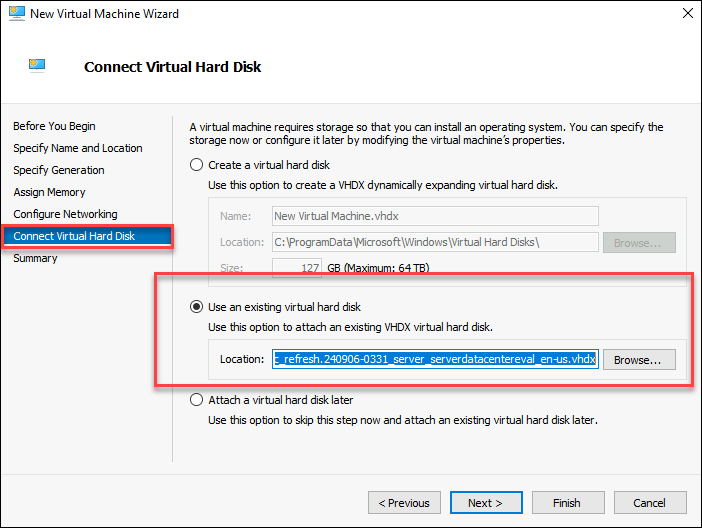 New Virtual Machine Wizard
Connect Virtual Hard Disk
Before You Begin
Specify Name and Location
Specify Generation
Assign Memory
Configure Networking
Connect Virtual Hard Disk
Summary
A virtual machine requires storage so that you can install an operating system. You can specify the
storage now or configure it later by modifying the virtual machine's properties.
Create a virtual hard disk
Use this option to create a VHDX dynamically expanding virtual hard disk.
Name: New Virtual Machine.vhdx
Location: C:\ProgramData\Microsoft\Windows\Virtual Hard Disks\ Browse...
Size: 127 GB (Maximum: 64 TB)
Use an existing virtual hard disk
Use this option to attach an existing VHDX virtual hard disk.
Location: c_refresh.240906-0331_server_serverdatacentereval_en-us.vhdx Browse...
Attach a virtual hard disk later
Use this option to skip this step now and attach an existing virtual hard disk later.
< Previous Next > Finish Cancel